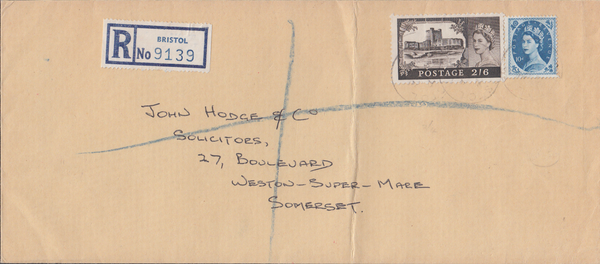 BRISTOL
R No 9139
POSTAGE 2/6
JOHN HODGE & Co
SOLICITORS,
27, BOULEVARD
WESTON-SUPER-MARE
SOMERSET.